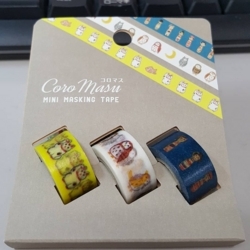 コロマス
Coro Masu
MINI MASKING TAPE